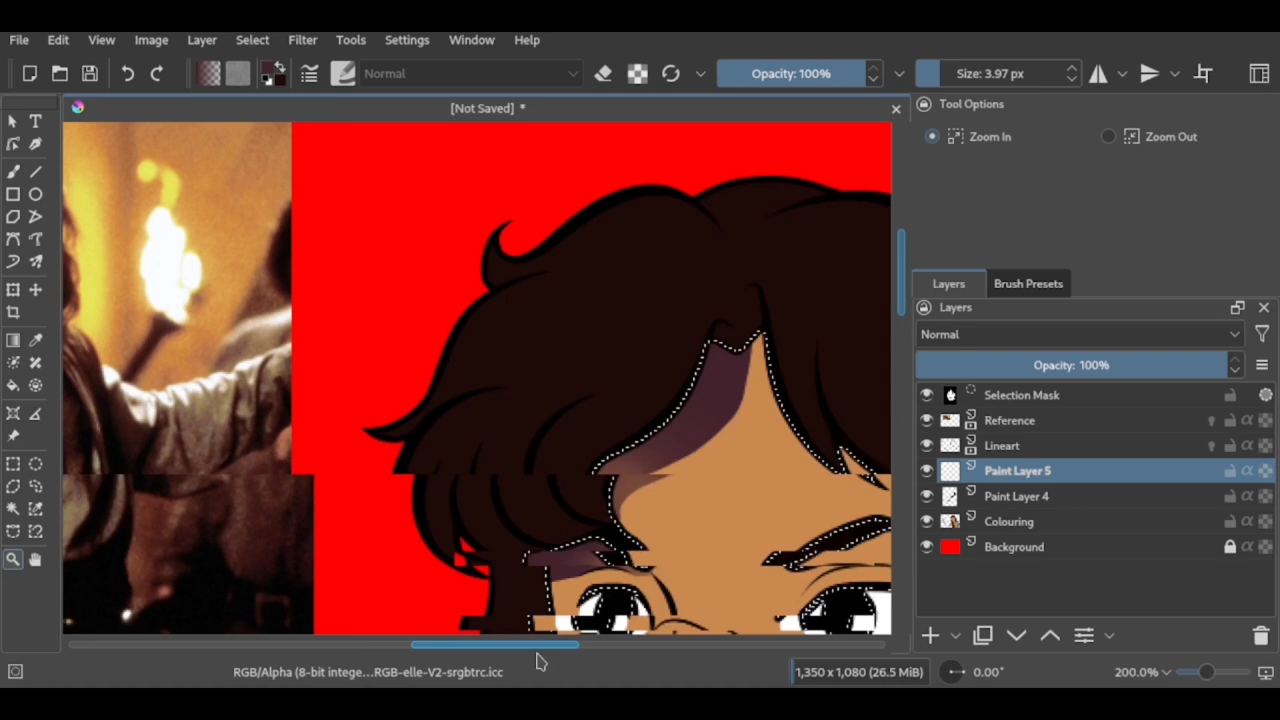 File Edit View Image Layer Select Filter Tools Settings Window Help
Normal Opacity: 100% Size: 3.97 px
[Not Saved] *
Tool Options
Zoom In Zoom Out
Layers Brush Presets
Layers
Normal
Opacity: 100%
Selection Mask
Reference
Lineart
Paint Layer 5
Paint Layer 4
Colouring
Background
RGB/Alpha (8-bit intege...RGB-elle-V2-srgbtrc.icc 1,350 x 1,080 (26.5 MiB) 0.00° 200.0%